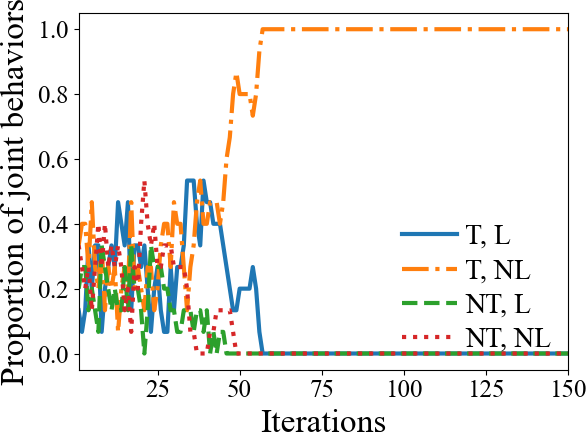 Proportion of joint behaviors
1.0
0.8
0.6
0.4
0.2
0.0
T, L
T, NL
NT, L
NT, NL
25 50 75 100 125 150
Iterations